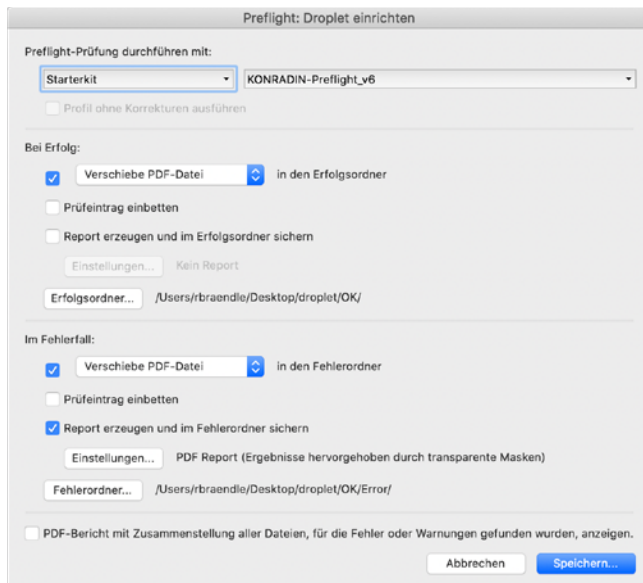 Preflight: Droplet einrichten
Preflight-Prüfung durchführen mit:
Starterkit KONRADIN-Preflight_v6
Profil ohne Korrekturen ausführen
Bei Erfolg:
Verschiebe PDF-Datei in den Erfolgsordner
Prüfeintrag einbetten
Report erzeugen und im Erfolgsordner sichern
Einstellungen... Kein Report
Erfolgsordner... /Users/rbraendle/Desktop/droplet/OK/
Im Fehlerfall:
Verschiebe PDF-Datei in den Fehlerordner
Prüfeintrag einbetten
Report erzeugen und im Fehlerordner sichern
Einstellungen... PDF Report (Ergebnisse hervorgehoben durch transparente Masken)
Fehlerordner... /Users/rbraendle/Desktop/droplet/OK/Error/
PDF-Bericht mit Zusammenstellung aller Dateien, für die Fehler oder Warnungen gefunden wurden, anzeigen.
Abbrechen Speichern...